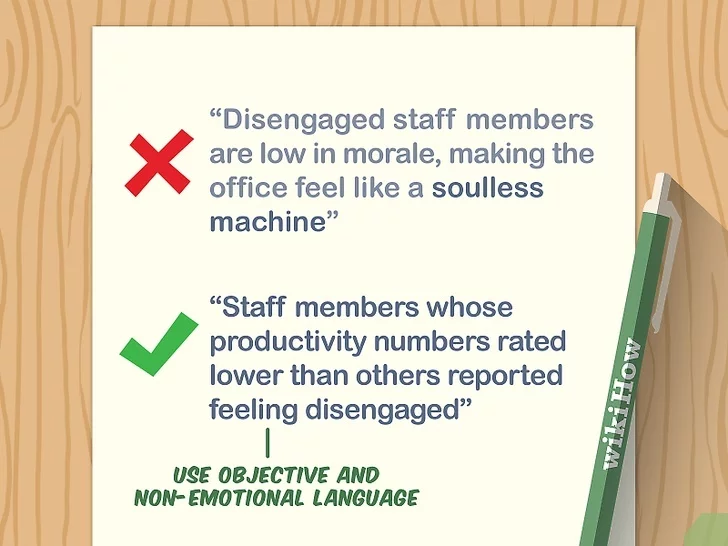 “Disengaged staff members
are low in morale, making the
office feel like a soulless
machine”
“Staff members whose
productivity numbers rated
lower than others reported
feeling disengaged”
USE OBJECTIVE AND
NON-EMOTIONAL LANGUAGE
wikiHow